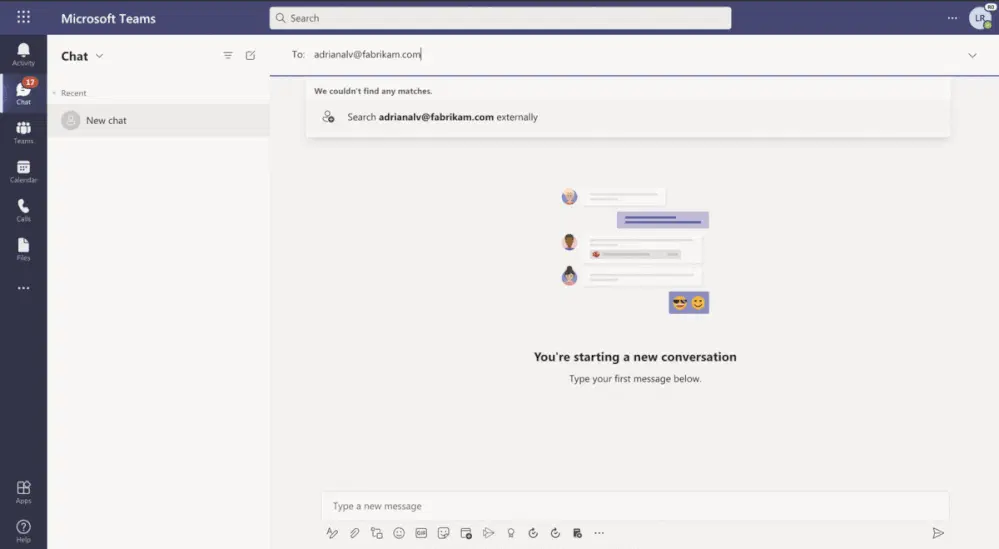 Microsoft Teams
Search
LR
Activity
Chat
To: adrianalv@fabrikam.com
17
Chat
Recent
We couldn't find any matches.
New chat
Search adrianalv@fabrikam.com externally
Teams
Calendar
Calls
Files
You're starting a new conversation
Type your first message below.
Apps
Type a new message
GIF
Help